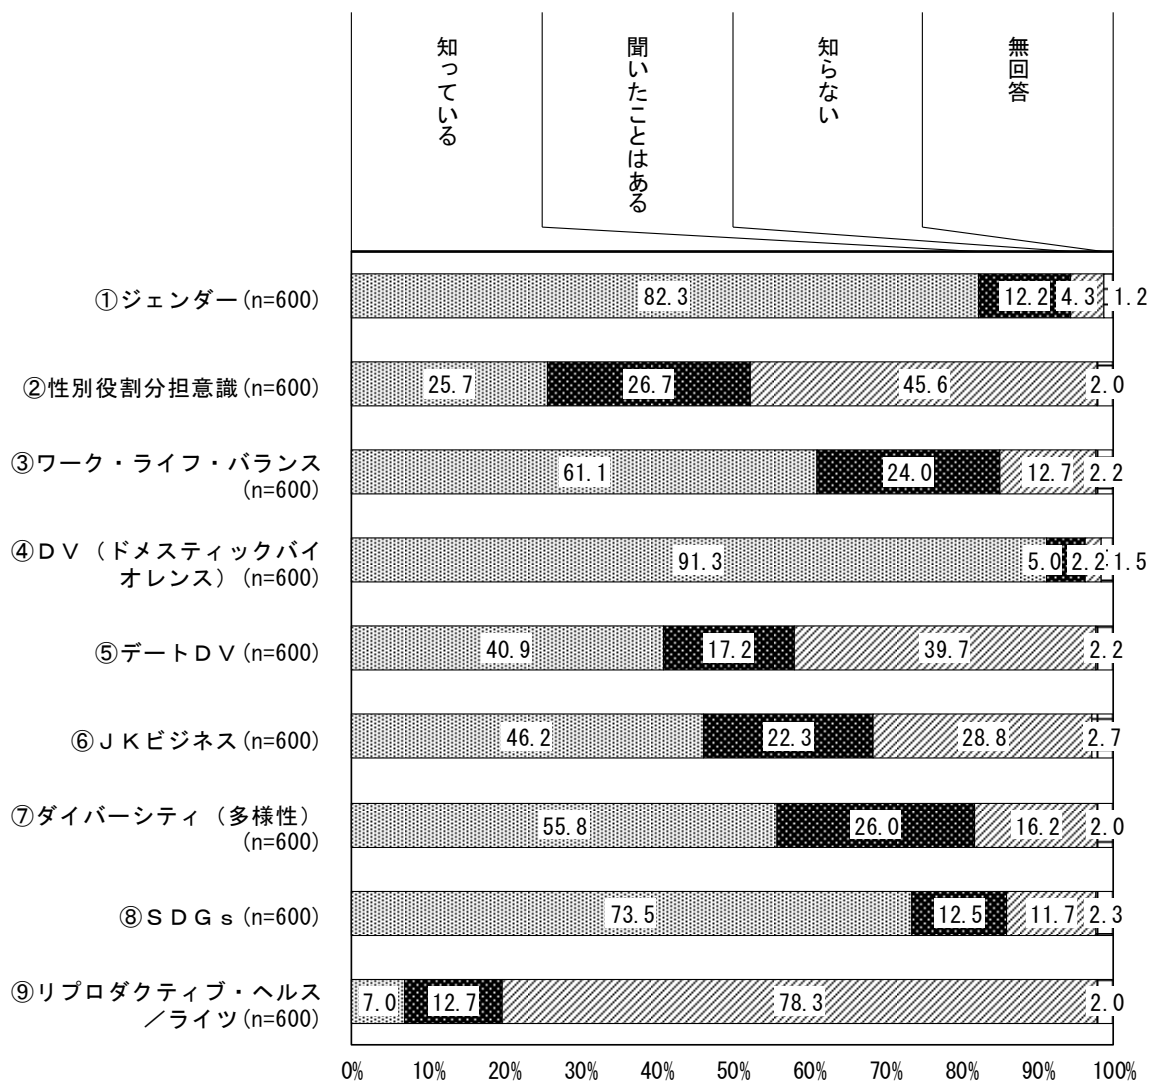 知っている
聞いたことはある
知らない
無回答
①ジェンダー(n=600)
82.3
12.2
4.3
1.2
②性別役割分担意識(n=600)
25.7
26.7
45.6
2.0
③ワーク・ライフ・バランス
(n=600)
61.1
24.0
12.7
2.2
④ＤＶ（ドメスティックバイ
オレンス）(n=600)
91.3
5.0
2.2
1.5
⑤デートＤＶ(n=600)
40.9
17.2
39.7
2.2
⑥ＪＫビジネス(n=600)
46.2
22.3
28.8
2.7
⑦ダイバーシティ（多様性）
(n=600)
55.8
26.0
16.2
2.0
⑧ＳＤＧｓ(n=600)
73.5
12.5
11.7
2.3
⑨リプロダクティブ・ヘルス
／ライツ(n=600)
7.0
12.7
78.3
2.0
0% 10% 20% 30% 40% 50% 60% 70% 80% 90% 100%